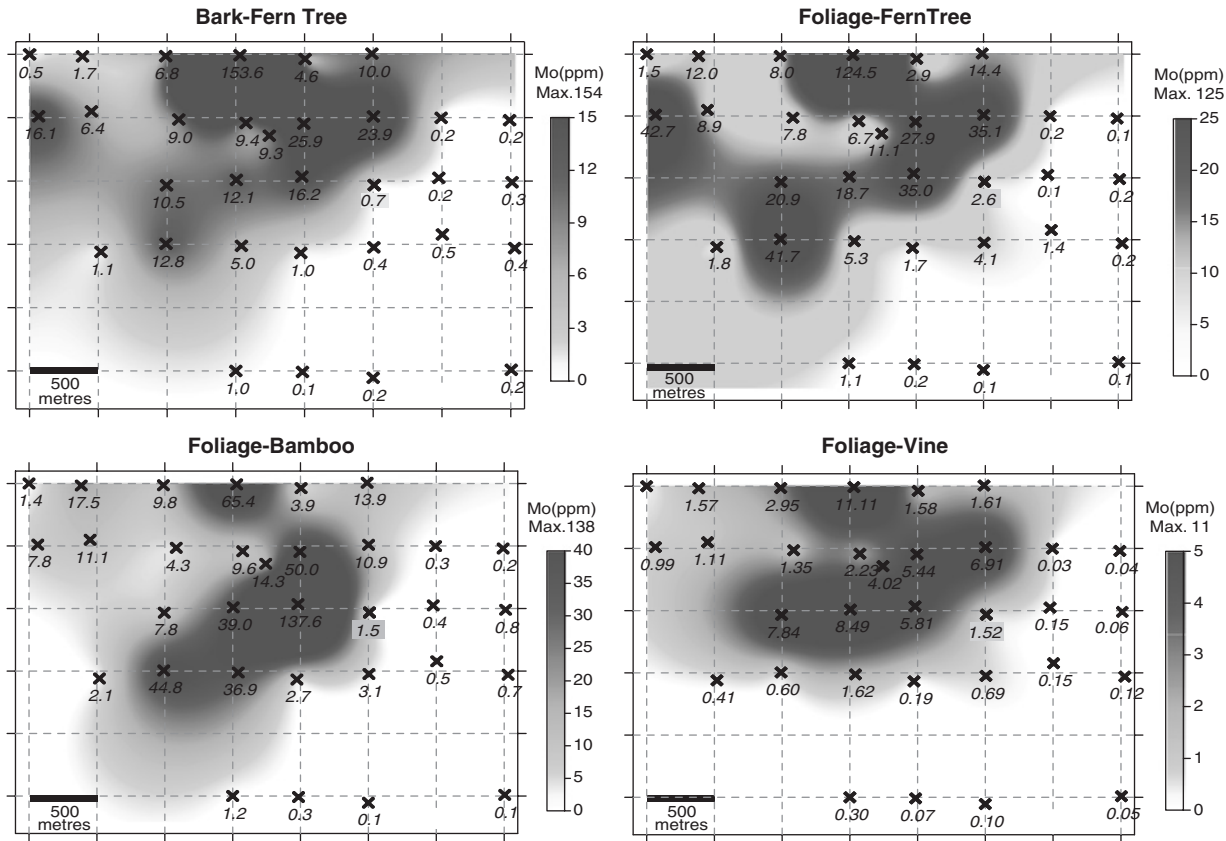 Bark-Fern Tree
0.5 1.7 6.8 153.6 4.6 10.0
16.1 6.4 9.0 9.4 9.3 25.9 23.9 0.2 0.2
10.5 12.1 16.2 0.7 0.2 0.3
1.1 12.8 5.0 1.0 0.4 0.5 0.4
1.0 0.1 0.2 0.2
500
metres
Mo(ppm)
Max.154
15
12
9
6
3
0
Foliage-FernTree
1.5 12.0 8.0 124.5 2.9 14.4
42.7 8.9 7.8 6.7 11.1 27.9 35.1 0.2 0.1
20.9 18.7 35.0 2.6 0.1 0.2
1.8 41.7 5.3 1.7 4.1 1.4 0.2
1.1 0.2 0.1 0.1
500
metres
Mo(ppm)
Max. 125
25
20
15
10
5
0
Foliage-Bamboo
1.4 17.5 9.8 65.4 3.9 13.9
7.8 11.1 4.3 9.6 14.3 50.0 10.9 0.3 0.2
7.8 39.0 137.6 1.5 0.4 0.8
2.1 44.8 36.9 2.7 3.1 0.5 0.7
1.2 0.3 0.1 0.1
500
metres
Mo(ppm)
Max.138
40
35
30
25
20
15
10
5
0
Foliage-Vine
1.57 2.95 11.11 1.58 1.61
0.99 1.11 1.35 2.23 4.02 5.44 6.91 0.03 0.04
7.84 8.49 5.81 1.52 0.15 0.06
0.41 0.60 1.62 0.19 0.69 0.15 0.12
0.30 0.07 0.10 0.05
500
metres
Mo(ppm)
Max. 11
5
4
3
2
1
0